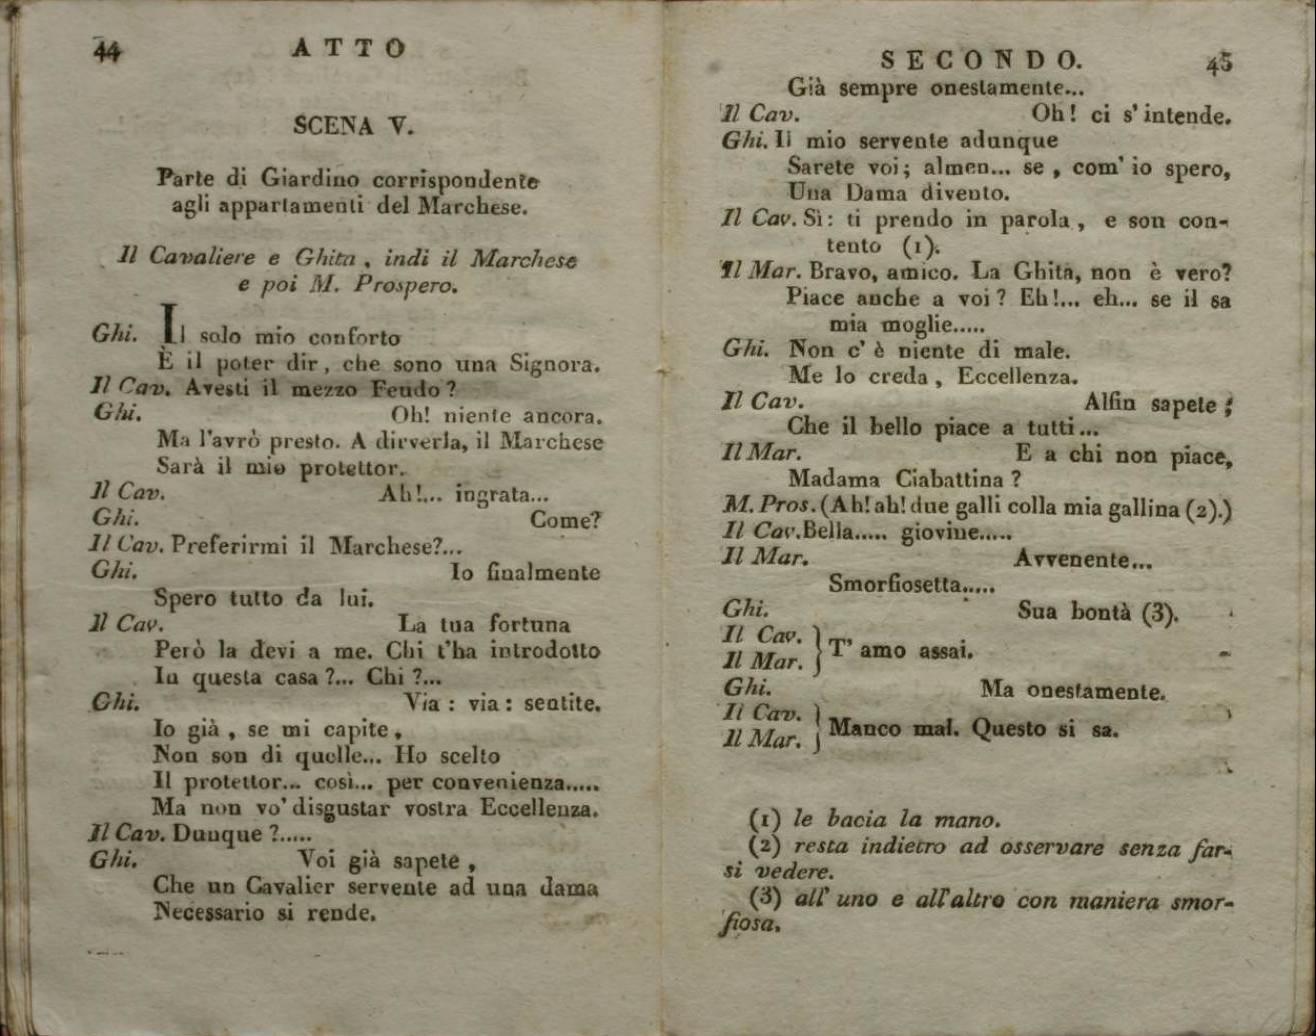 44
ATTO
SCENA V.
Parte di Giardino corrispondente
agli appartamenti del Marchese.
Il Cavaliere e Ghita, indi il Marchese
e poi M. Prospero.
Ghi. Il solo mio conforto
È il poter dir, che sono una Signora.
Il Cav. Avesti il mezzo Feudo?
Ghi. Oh! niente ancora.
Ma l'avrò presto. A dirverla, il Marchese
Sarà il mio protettor.
Il Cav. Ah!... ingrata...
Ghi. Come?
Il Cav. Preferirmi il Marchese?...
Ghi. Io finalmente
Spero tutto da lui.
Il Cav. La tua fortuna
Però la devi a me. Chi t'ha introdotto
In questa casa?... Chi?...
Ghi. Via: via: sentite.
Io già, se mi capite,
Non son di quelle... Ho scelto
Il protettor... così... per convenienza.....
Ma non vo' disgustar vostra Eccellenza.
Il Cav. Dunque?.....
Ghi. Voi già sapete,
Che un Cavalier servente ad una dama
Necessario si rende.
SECONDO.
45
Già sempre onestamente...
Il Cav. Oh! ci s'intende.
Ghi. Il mio servente adunque
Sarete voi; almen... se, com' io spero,
Una Dama divento.
Il Cav. Sì: ti prendo in parola, e son con-
tento (1).
Il Mar. Bravo, amico. La Ghita, non è vero?
Piace anche a voi? Eh!... eh... se il sa
mia moglie.....
Ghi. Non c'è niente di male.
Me lo creda, Eccellenza.
Il Cav. Alfin sapete;
Che il bello piace a tutti...
Il Mar. E a chi non piace,
Madama Ciabattina?
M. Pros. (Ah! ah! due galli colla mia gallina (2).)
Il Cav. Bella..... giovine.....
Il Mar. Avvenente...
Smorfiosetta.....
Ghi. Sua bontà (3).
Il Cav.
Il Mar. } T' amo assai.
Ghi. Ma onestamente.
Il Cav.
Il Mar. } Manco mal. Questo si sa.
(1) le bacia la mano.
(2) resta indietro ad osservare senza far-
si vedere.
(3) all' uno e all'altro con maniera smor-
fiosa.